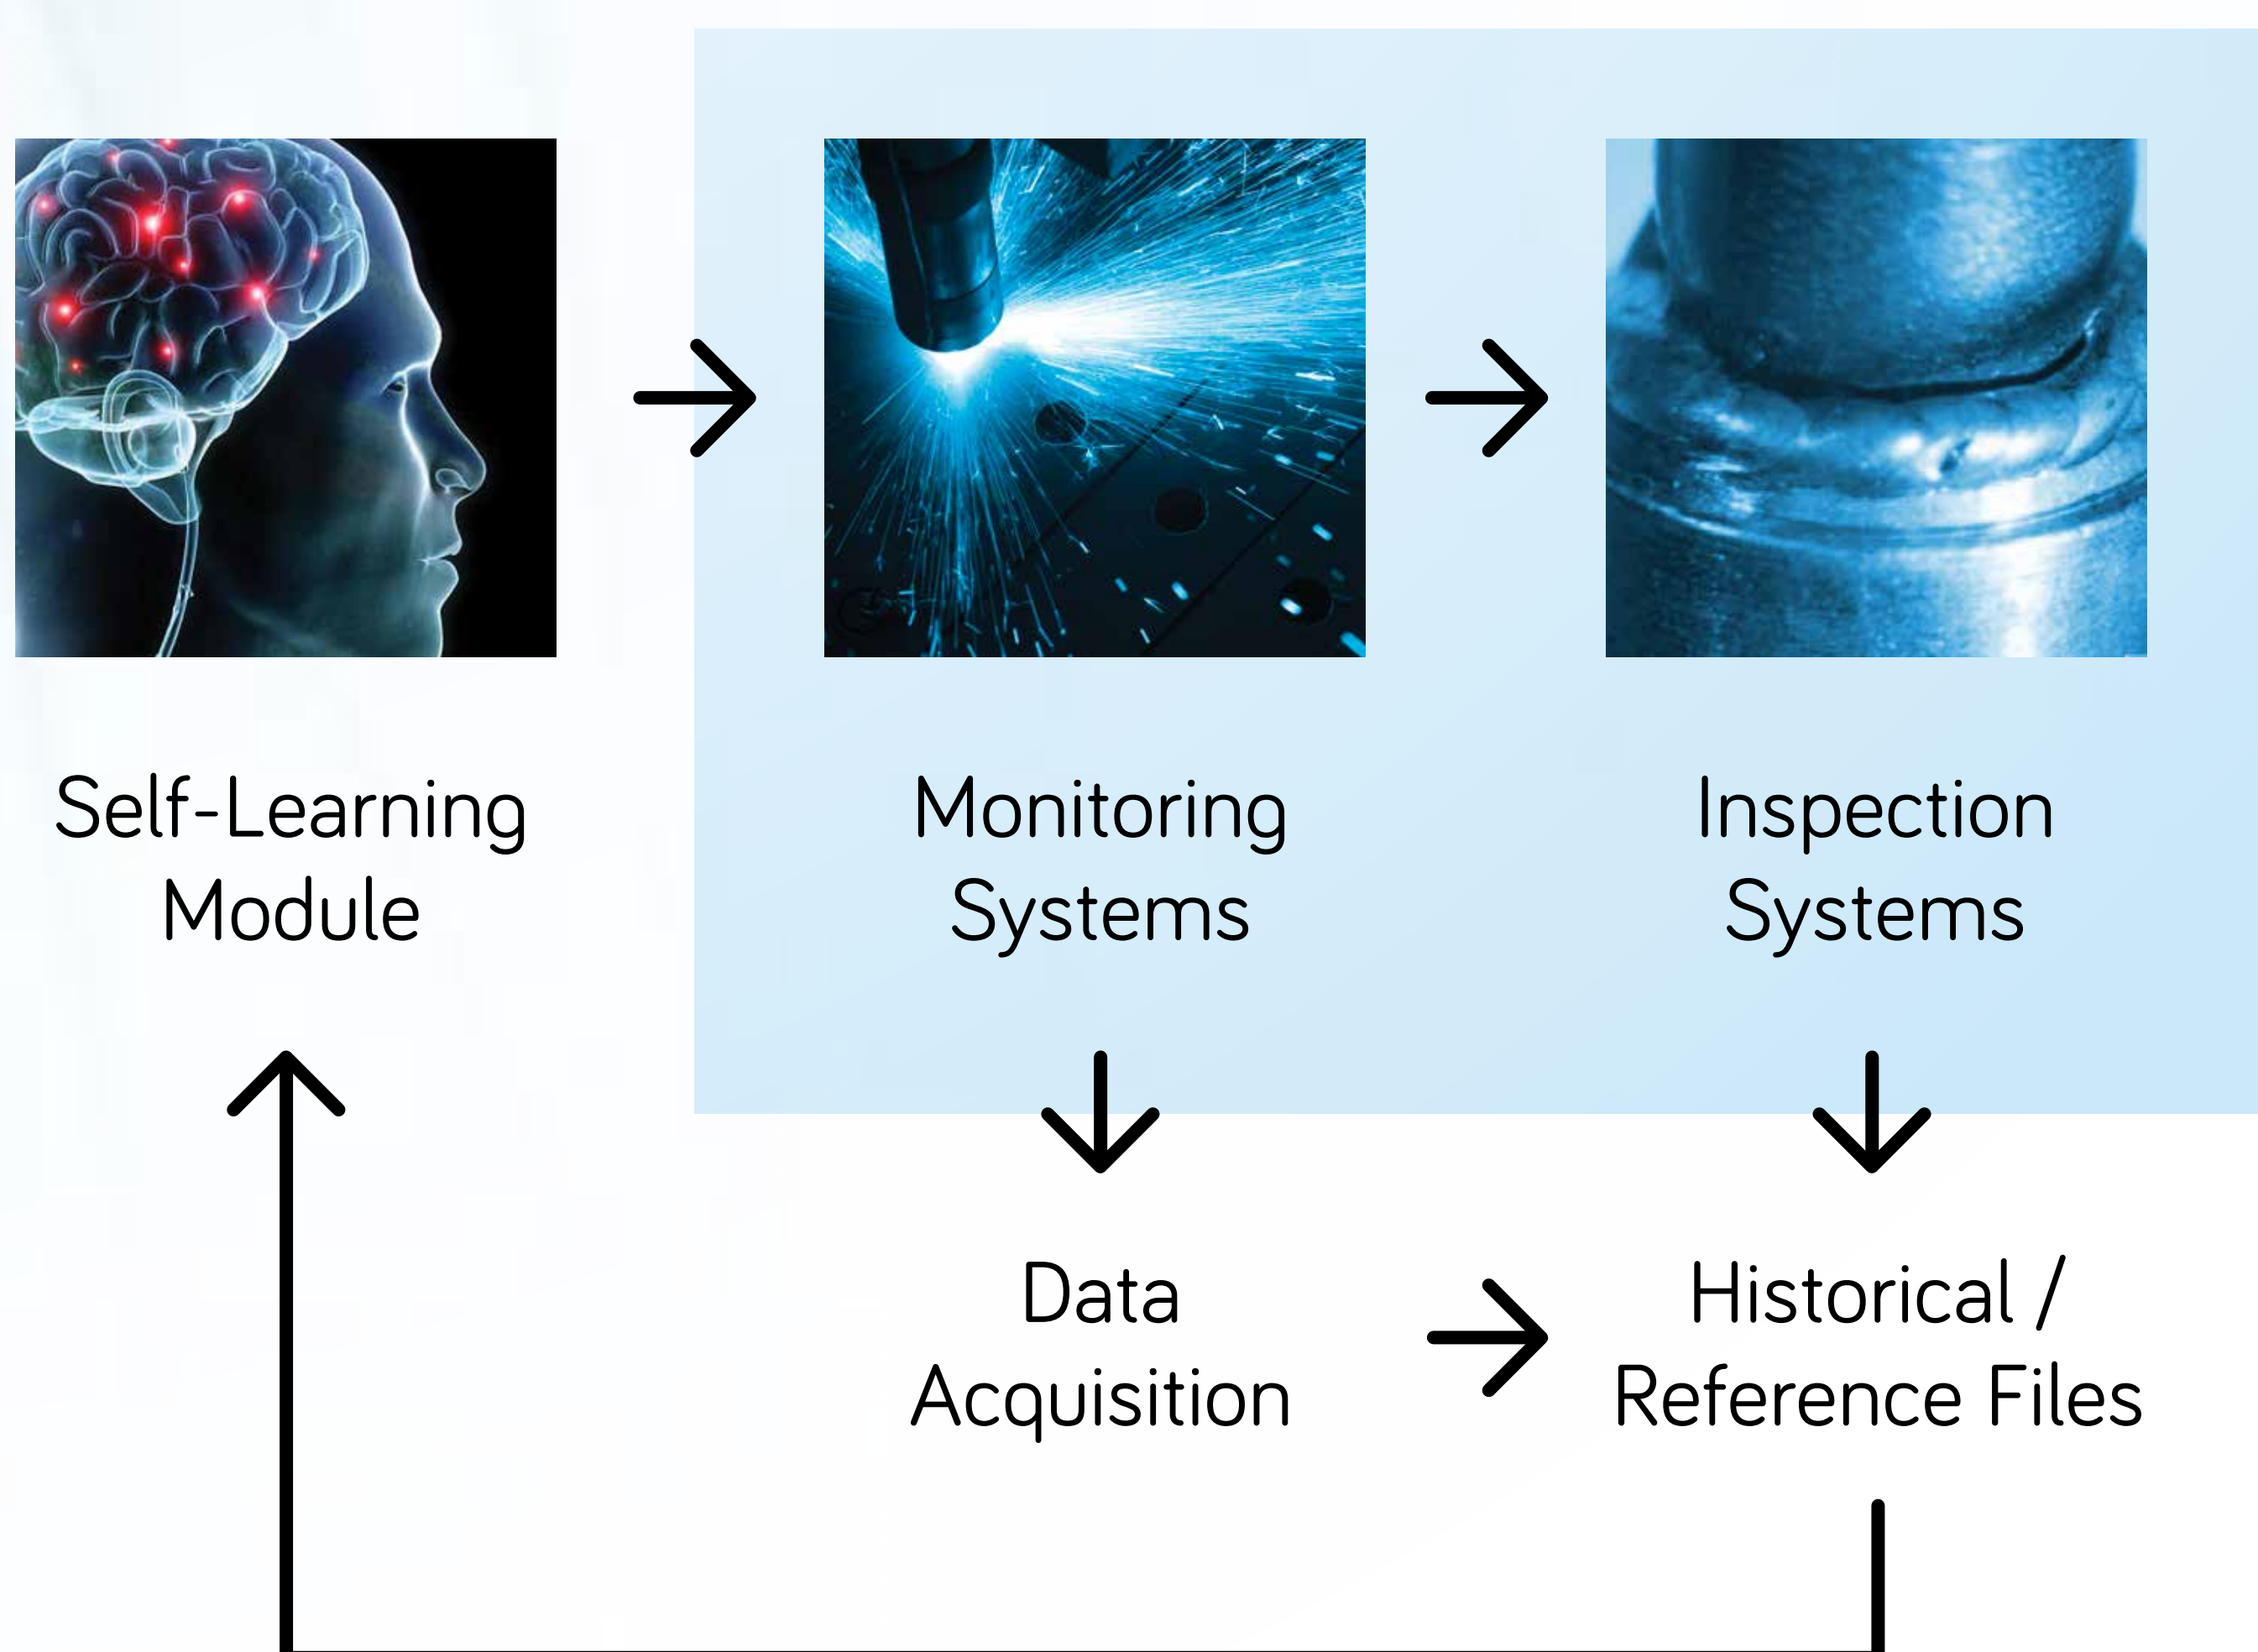 Self-Learning
Module
Monitoring
Systems
Inspection
Systems
Data
Acquisition
Historical /
Reference Files